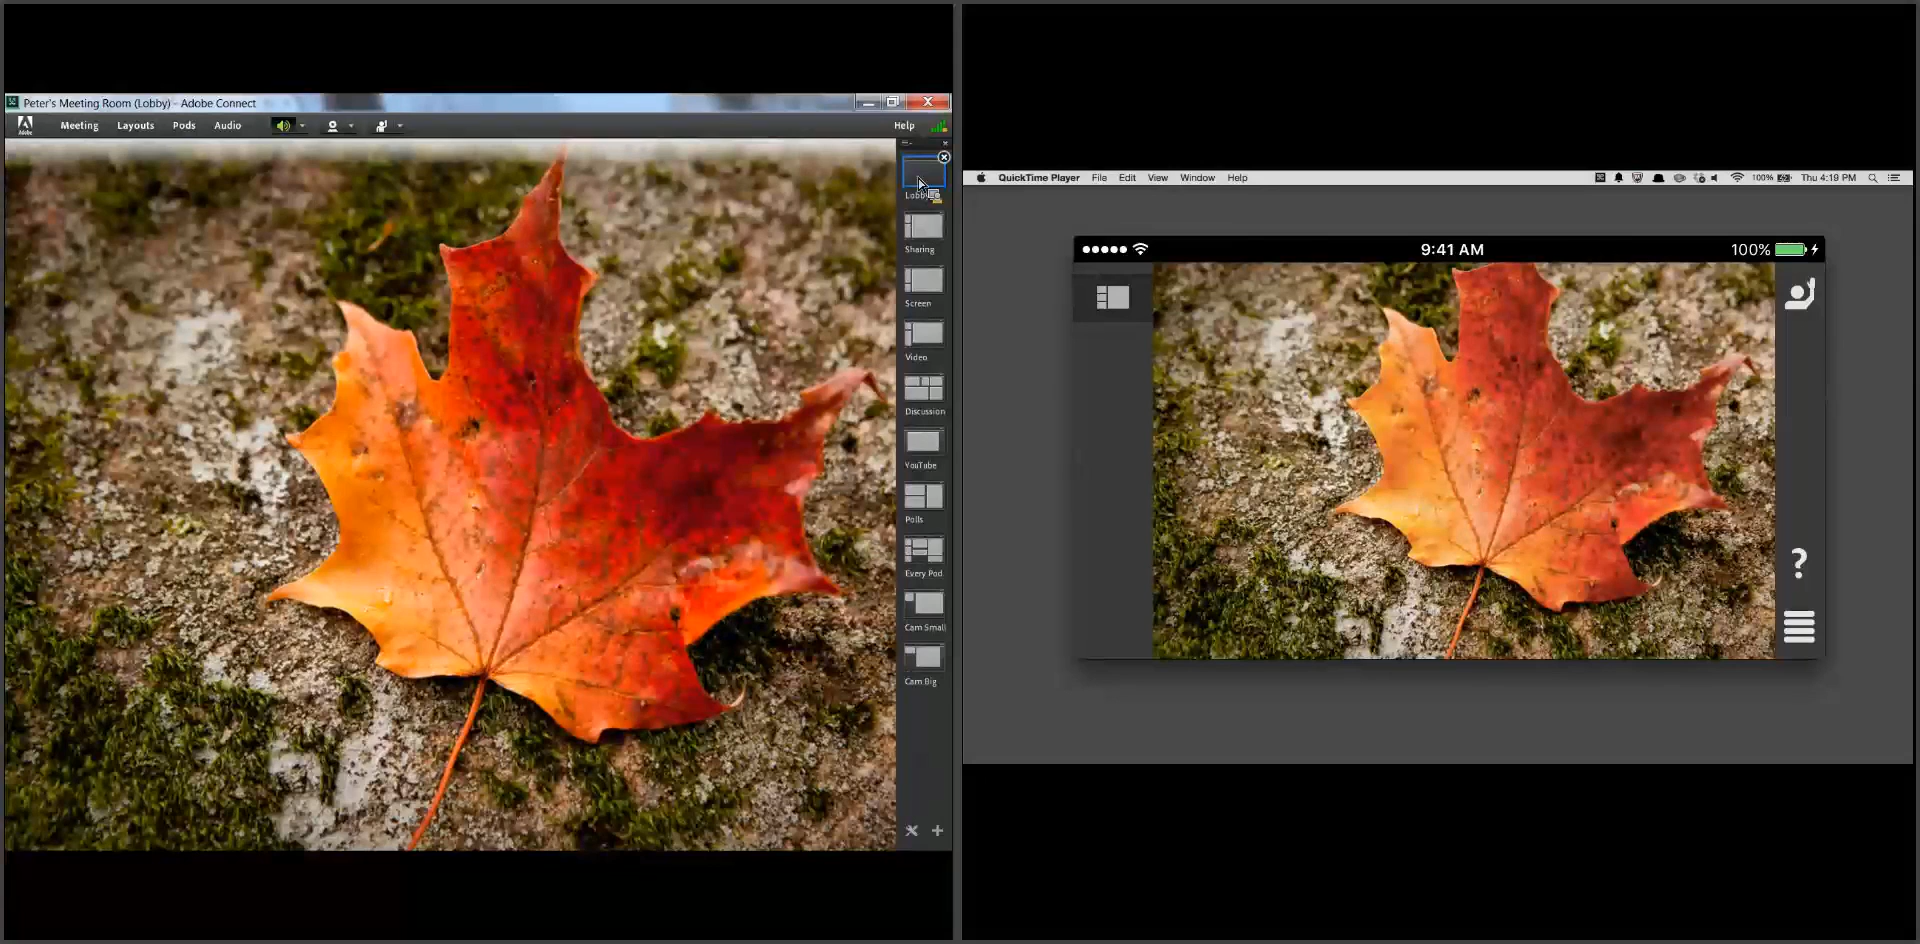 Peter's Meeting Room (Lobby) - Adobe Connect
Adobe Meeting Layouts Pods Audio Help
Sharing
Screen
Video
Discussion
YouTube
Polls
Every Pod
Cam Small
Cam Big
QuickTime Player File Edit View Window Help 100% Thu 4:19 PM
9:41 AM 100%
?